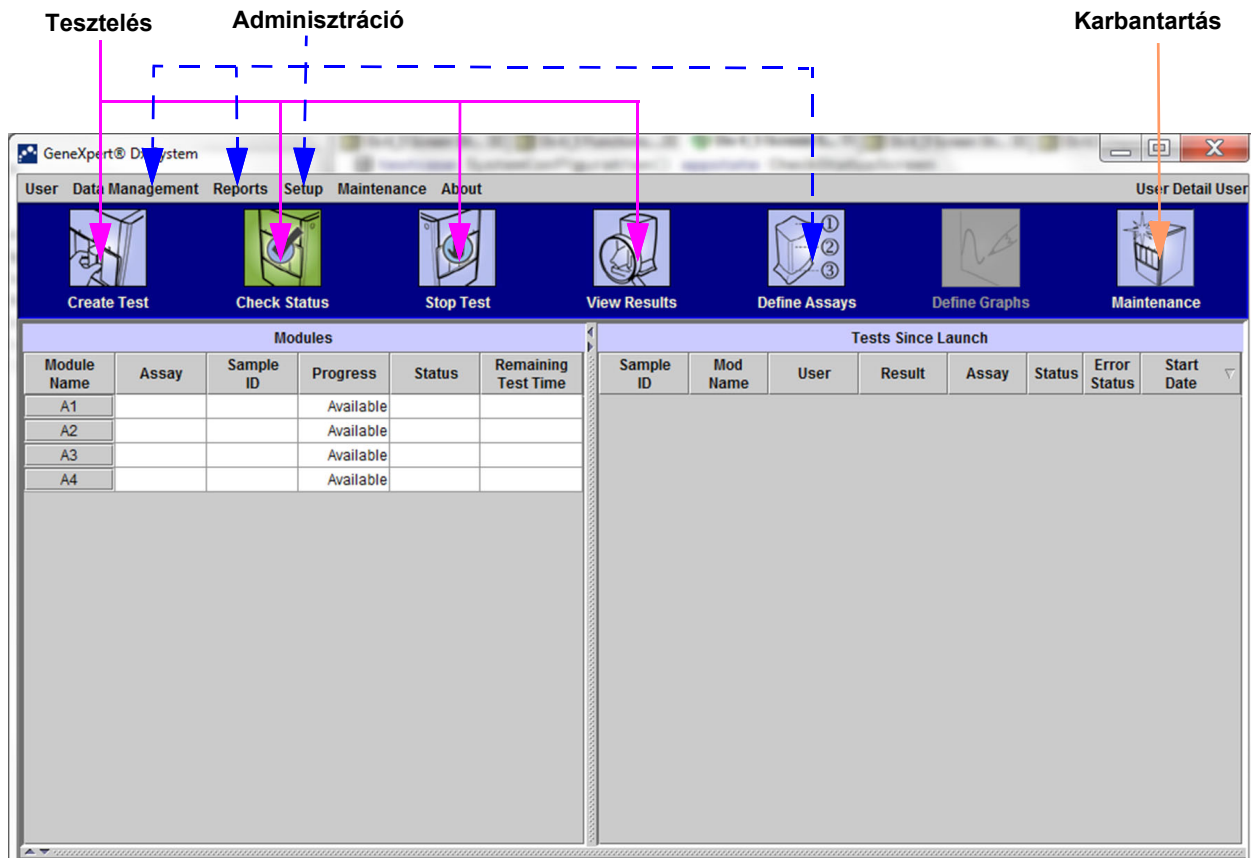 Tesztelés Adminisztráció Karbantartás
GeneXpert® Dx System
User Data Management Reports Setup Maintenance About User Detail User
① ② ③
Create Test Check Status Stop Test View Results Define Assays Define Graphs Maintenance
Modules
Module Name Assay Sample ID Progress Status Remaining Test Time
A1 Available
A2 Available
A3 Available
A4 Available
Tests Since Launch
Sample ID Mod Name User Result Assay Status Error Status Start Date